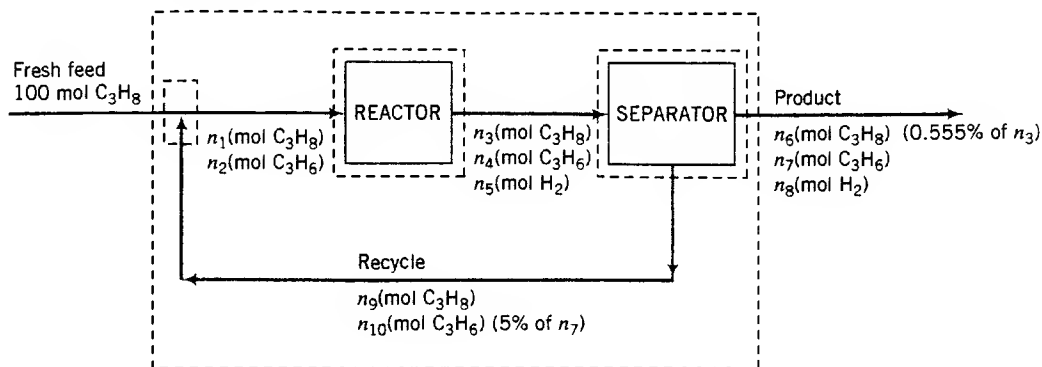 Fresh feed
100 mol C₃H₈
n₁(mol C₃H₈)
n₂(mol C₃H₆)
REACTOR
n₃(mol C₃H₈)
n₄(mol C₃H₆)
n₅(mol H₂)
SEPARATOR
Product
n₆(mol C₃H₈) (0.555% of n₃)
n₇(mol C₃H₆)
n₈(mol H₂)
Recycle
n₉(mol C₃H₈)
n₁₀(mol C₃H₆) (5% of n₇)